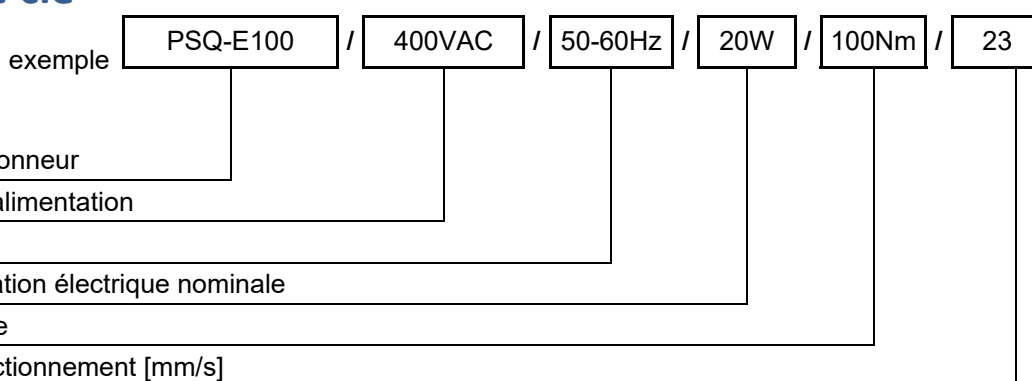 exemple PSQ-E100 / 400VAC / 50-60Hz / 20W / 100Nm / 23
onneur
alimentation
ation électrique nominale
e
ctionnement [mm/s]